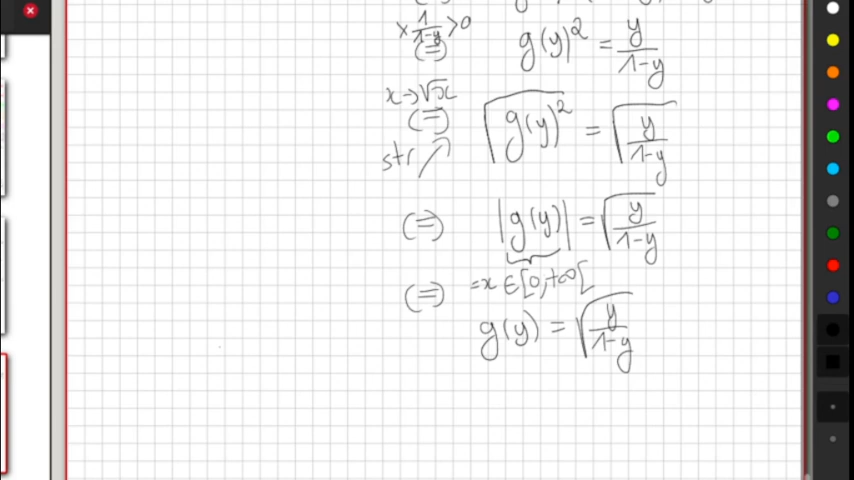 × 1/(1-y) > 0
(=) g(y)² = y/(1-y)
x → √x
(=) √(g(y)²) = √(y/(1-y))
str ↗
(=) |g(y)| = √(y/(1-y))
(=) =x ∈ [0,+∞[
g(y) = √(y/(1-y))